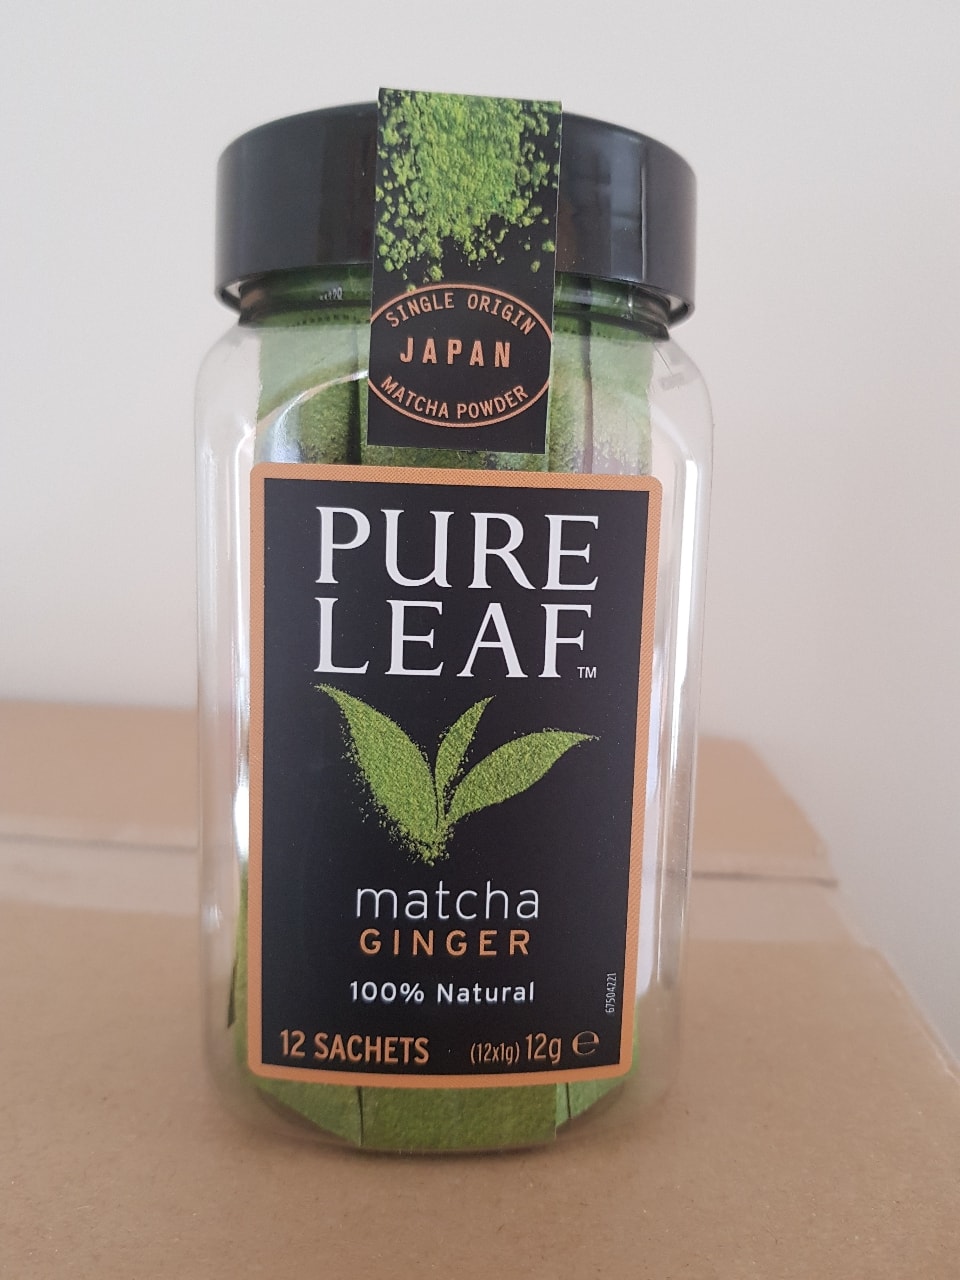 SINGLE ORIGIN
JAPAN
MATCHA POWDER
PURE
LEAF™
matcha
GINGER
100% Natural
67504221
12 SACHETS (12x1g) 12g ℮